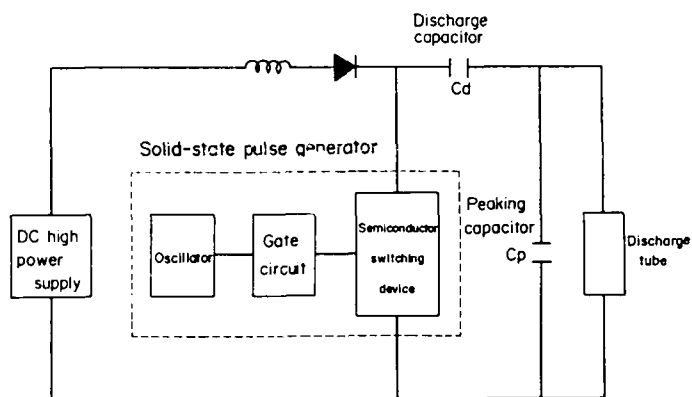 Discharge
capacitor
Cd
Solid-state pulse generator
DC high
power
supply
Oscillator
Gate
circuit
Semiconductor
switching
device
Peaking
capacitor
Cp
Discharge
tube